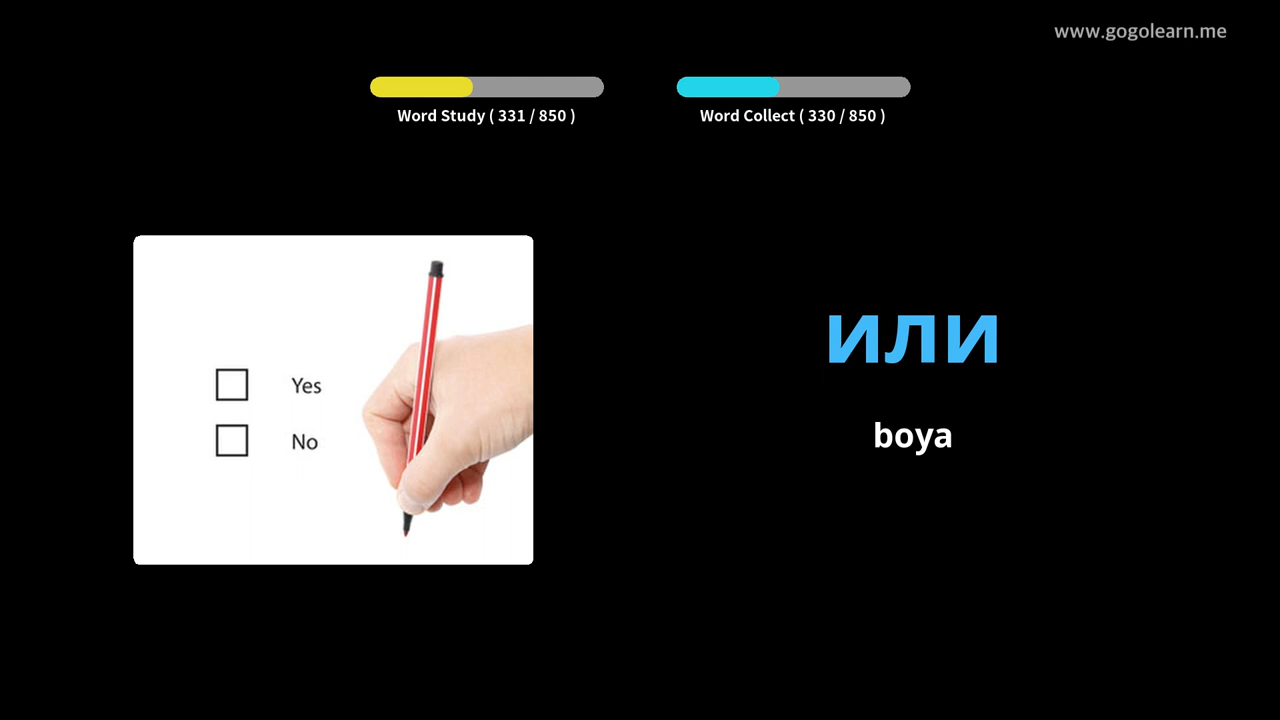 www.gogolearn.me
Word Study ( 331 / 850 )
Word Collect ( 330 / 850 )
Yes
No
или
boya